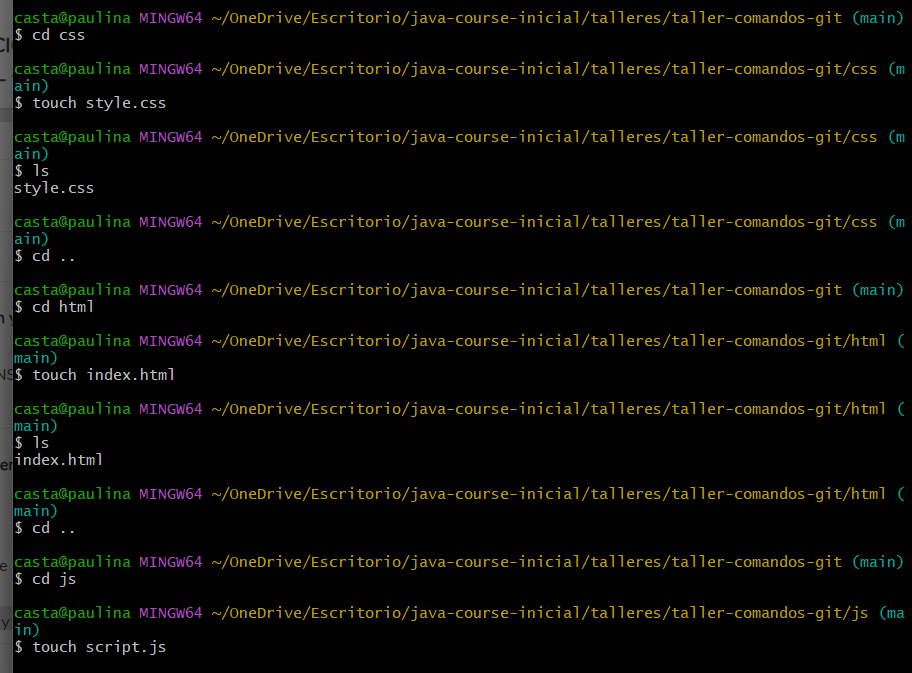 casta@paulina MINGW64 ~/OneDrive/Escritorio/java-course-inicial/talleres/taller-comandos-git (main)
$ cd css
casta@paulina MINGW64 ~/OneDrive/Escritorio/java-course-inicial/talleres/taller-comandos-git/css (m
ain)
$ touch style.css
casta@paulina MINGW64 ~/OneDrive/Escritorio/java-course-inicial/talleres/taller-comandos-git/css (m
ain)
$ ls
style.css
casta@paulina MINGW64 ~/OneDrive/Escritorio/java-course-inicial/talleres/taller-comandos-git/css (m
ain)
$ cd ..
casta@paulina MINGW64 ~/OneDrive/Escritorio/java-course-inicial/talleres/taller-comandos-git (main)
$ cd html
casta@paulina MINGW64 ~/OneDrive/Escritorio/java-course-inicial/talleres/taller-comandos-git/html (
main)
$ touch index.html
casta@paulina MINGW64 ~/OneDrive/Escritorio/java-course-inicial/talleres/taller-comandos-git/html (
main)
$ ls
index.html
casta@paulina MINGW64 ~/OneDrive/Escritorio/java-course-inicial/talleres/taller-comandos-git/html (
main)
$ cd ..
casta@paulina MINGW64 ~/OneDrive/Escritorio/java-course-inicial/talleres/taller-comandos-git (main)
$ cd js
casta@paulina MINGW64 ~/OneDrive/Escritorio/java-course-inicial/talleres/taller-comandos-git/js (ma
in)
$ touch script.js